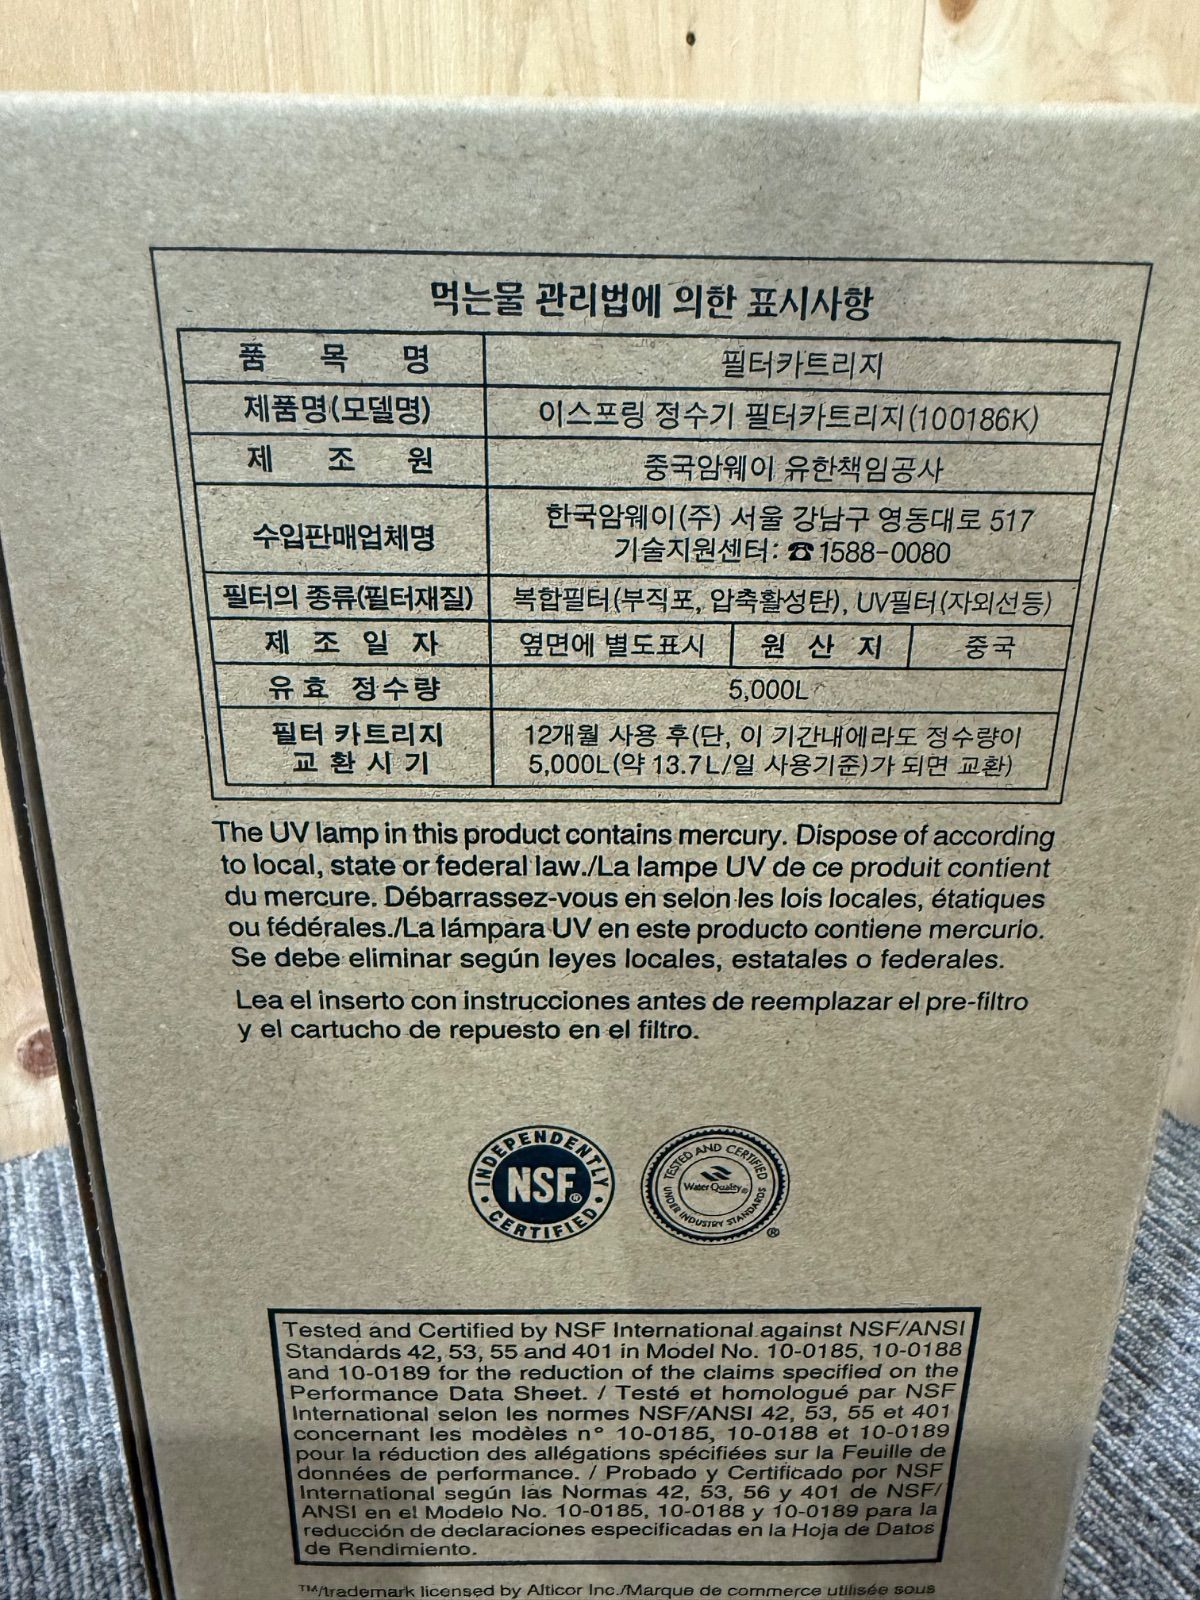 먹는물 관리법에 의한 표시사항
품 목 명 필터카트리지
제품명(모델명) 이스프링 정수기 필터카트리지(100186K)
제 조 원 중국암웨이 유한책임공사
수입판매업체명 한국암웨이(주) 서울 강남구 영동대로 517
기술지원센터: ☎1588-0080
필터의 종류(필터재질) 복합필터(부직포, 압축활성탄), UV필터(자외선등)
제 조 일 자 옆면에 별도표시 원 산 지 중국
유효 정수량 5,000L
필터 카트리지 12개월 사용 후(단, 이 기간내에라도 정수량이
교 환 시 기 5,000L(약 13.7L/일 사용기준)가 되면 교환)
The UV lamp in this product contains mercury. Dispose of according
to local, state or federal law./La lampe UV de ce produit contient
du mercure. Débarrassez-vous en selon les lois locales, étatiques
ou fédérales./La lámpara UV en este producto contiene mercurio.
Se debe eliminar según leyes locales, estatales o federales.
Lea el inserto con instrucciones antes de reemplazar el pre-filtro
y el cartucho de repuesto en el filtro.
INDEPENDENTLY
NSF®
CERTIFIED
TESTED AND CERTIFIED
Water Quality
UNDER INDUSTRY STANDARDS
®
Tested and Certified by NSF International against NSF/ANSI
Standards 42, 53, 55 and 401 in Model No. 10-0185, 10-0188
and 10-0189 for the reduction of the claims specified on the
Performance Data Sheet. / Testé et homologué par NSF
International selon les normes NSF/ANSI 42, 53, 55 et 401
concernant les modèles n° 10-0185, 10-0188 et 10-0189
pour la réduction des allégations spécifiées sur la Feuille de
données de performance. / Probado y Certificado por NSF
International según las Normas 42, 53, 56 y 401 de NSF/
ANSI en el Modelo No. 10-0185, 10-0188 y 10-0189 para la
reducción de declaraciones especificadas en la Hoja de Datos
de Rendimiento.
™/trademark licensed by Alticor Inc./Marque de commerce utilisée sous